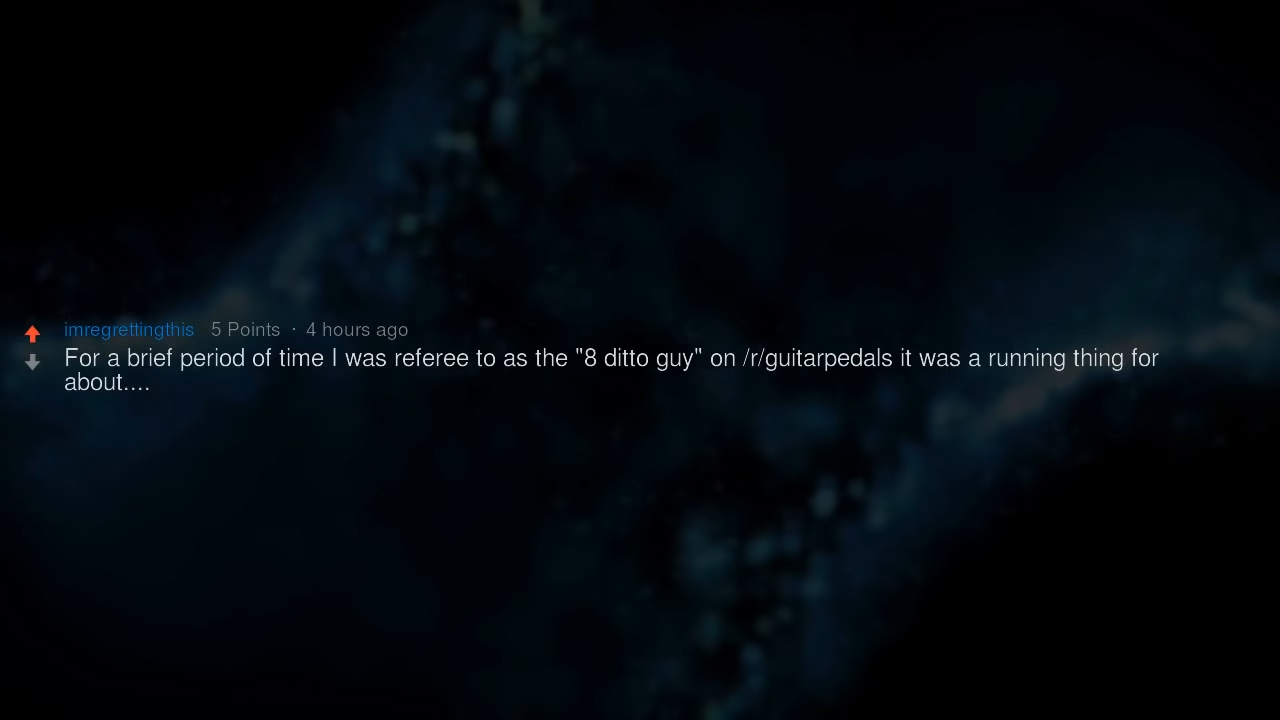 imregrettingthis 5 Points · 4 hours ago
For a brief period of time I was referee to as the "8 ditto guy" on /r/guitarpedals it was a running thing for
about....